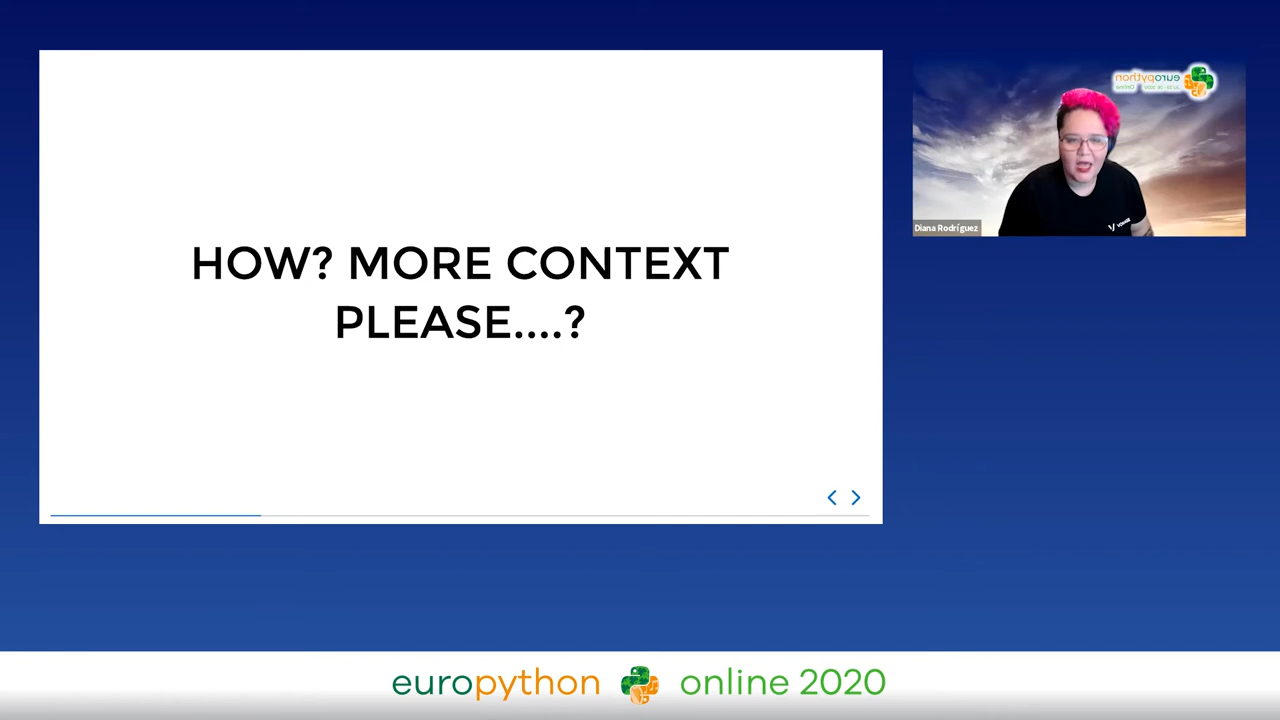 HOW? MORE CONTEXT
PLEASE....?
europython
Diana Rodríguez
europython online 2020